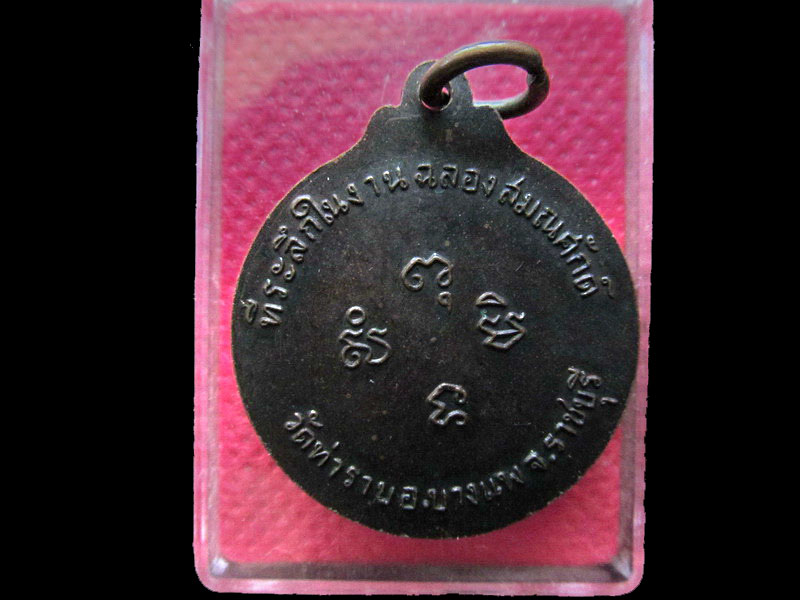 ที่ระลึกในงานฉลองสมณศักดิ์
วัดท่าราบ อ.บางแพ จ.ราชบุรี